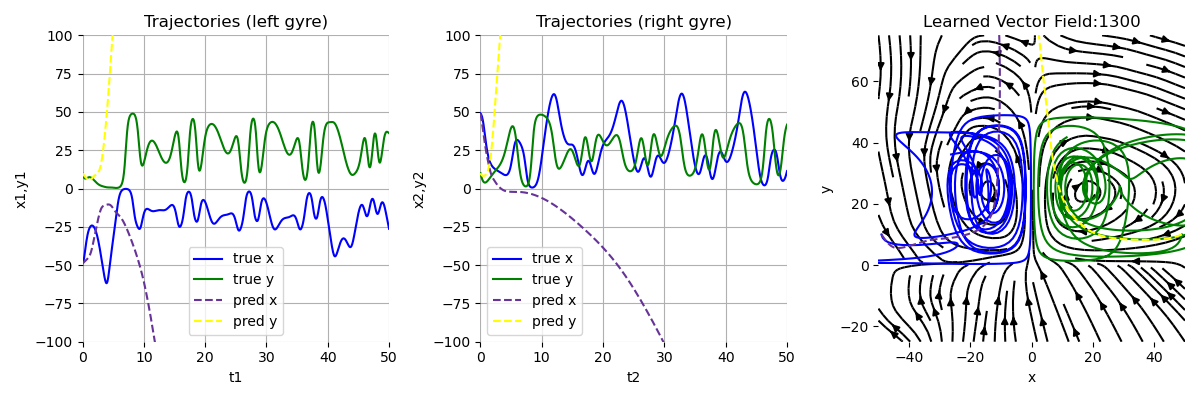 Trajectories (left gyre)
100
75
50
25
0
−25
−50
−75
−100
x1,y1
0
10
20
30
40
50
t1
true x
true y
pred x
pred y
Trajectories (right gyre)
100
75
50
25
0
−25
−50
−75
−100
x2,y2
0
10
20
30
40
50
t2
true x
true y
pred x
pred y
Learned Vector Field:1300
60
40
20
0
−20
y
−40
−20
0
20
40
x